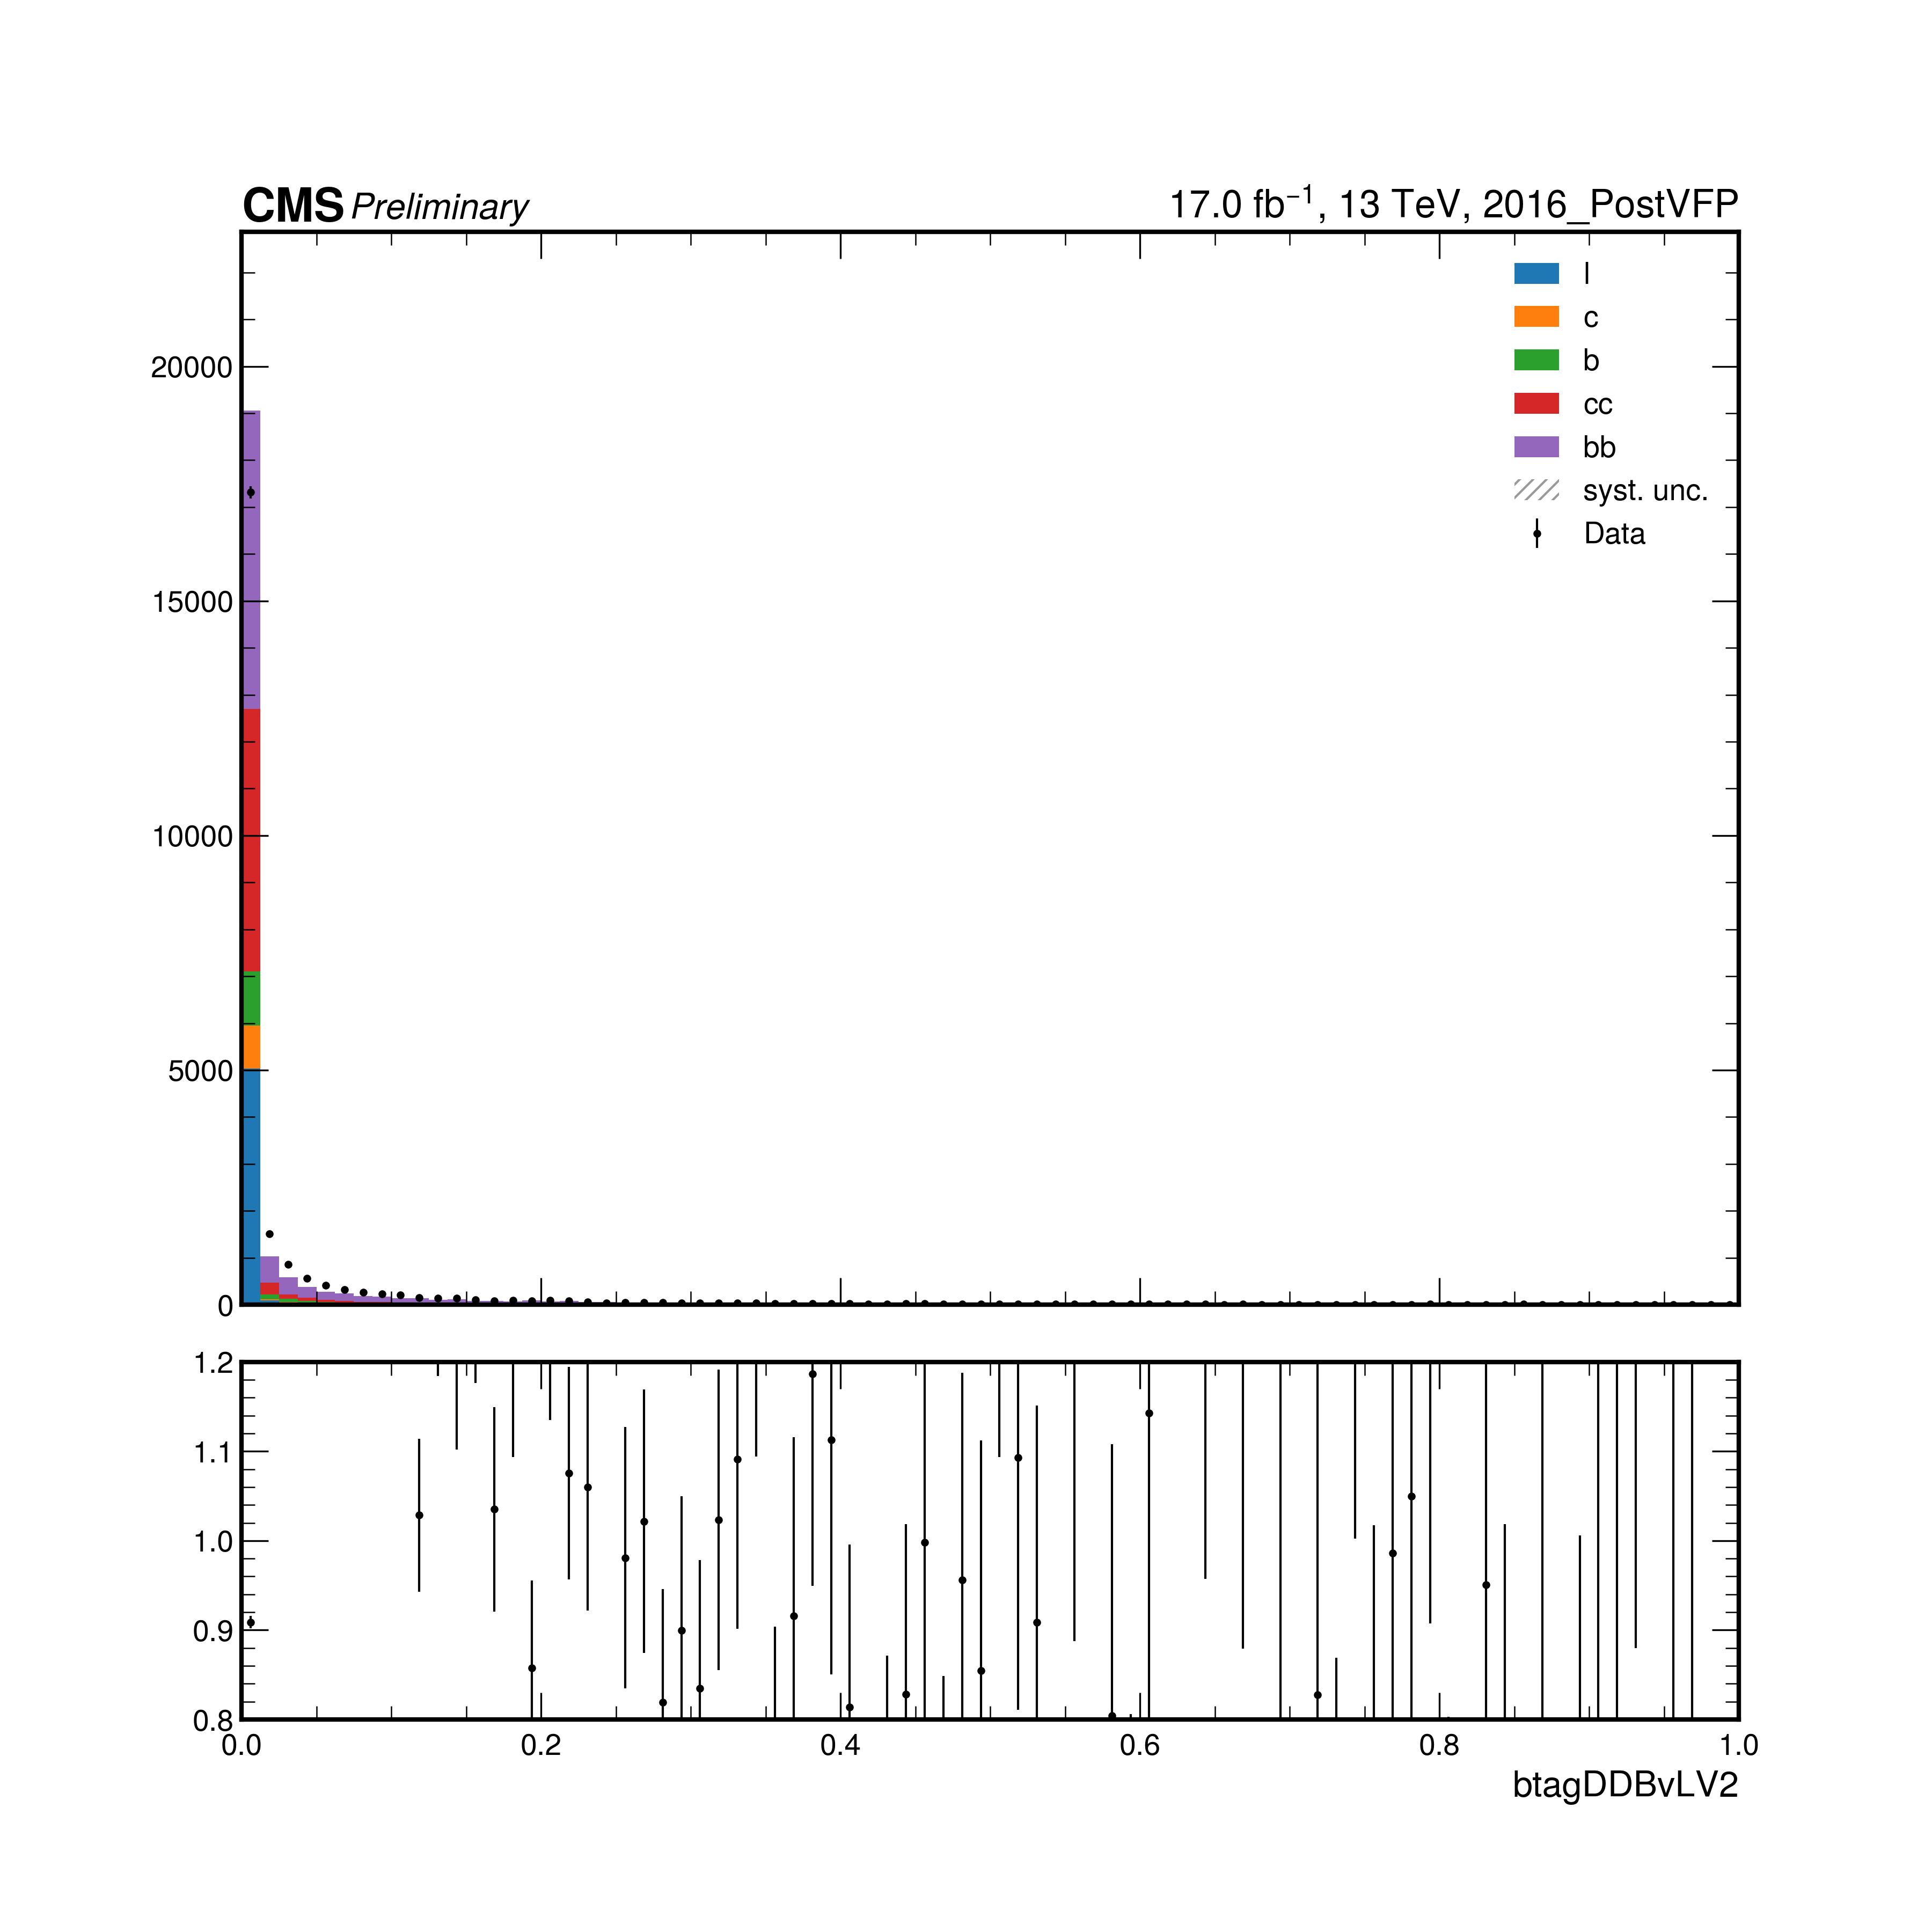 CMS Preliminary
17.0 fb⁻¹, 13 TeV, 2016_PostVFP
l
c
b
cc
bb
syst. unc.
Data
20000
15000
10000
5000
0
1.2
1.1
1.0
0.9
0.8
0.0 0.2 0.4 0.6 0.8 1.0
btagDDBvLV2